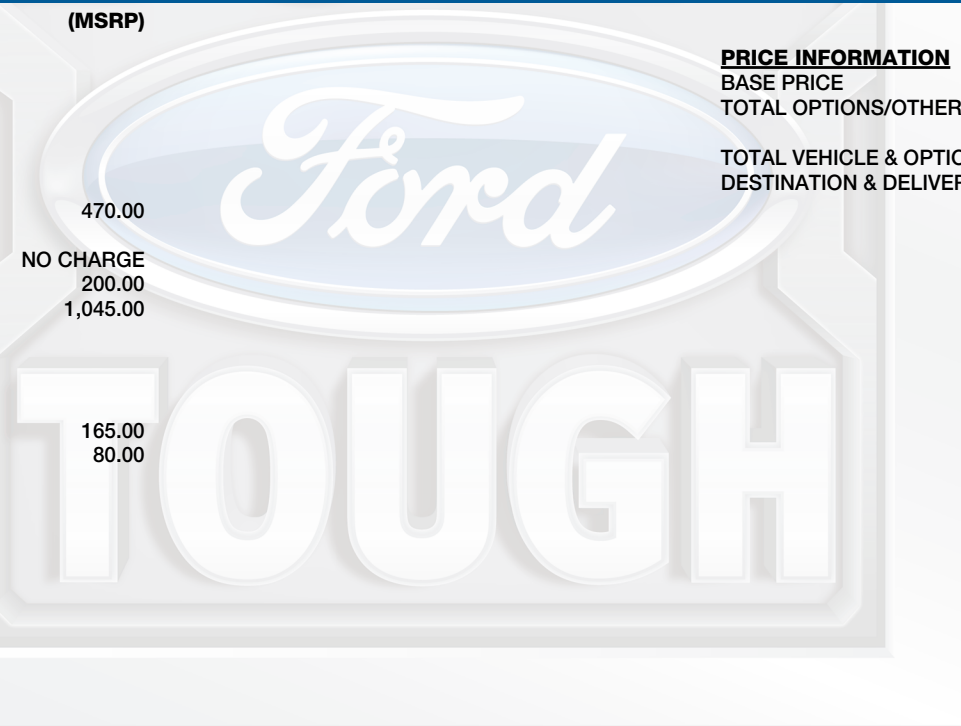 (MSRP)
470.00
NO CHARGE
200.00
1,045.00
165.00
80.00
PRICE INFORMATION
BASE PRICE
TOTAL OPTIONS/OTHER
TOTAL VEHICLE & OPTIO
DESTINATION & DELIVER
Ford
TOUGH